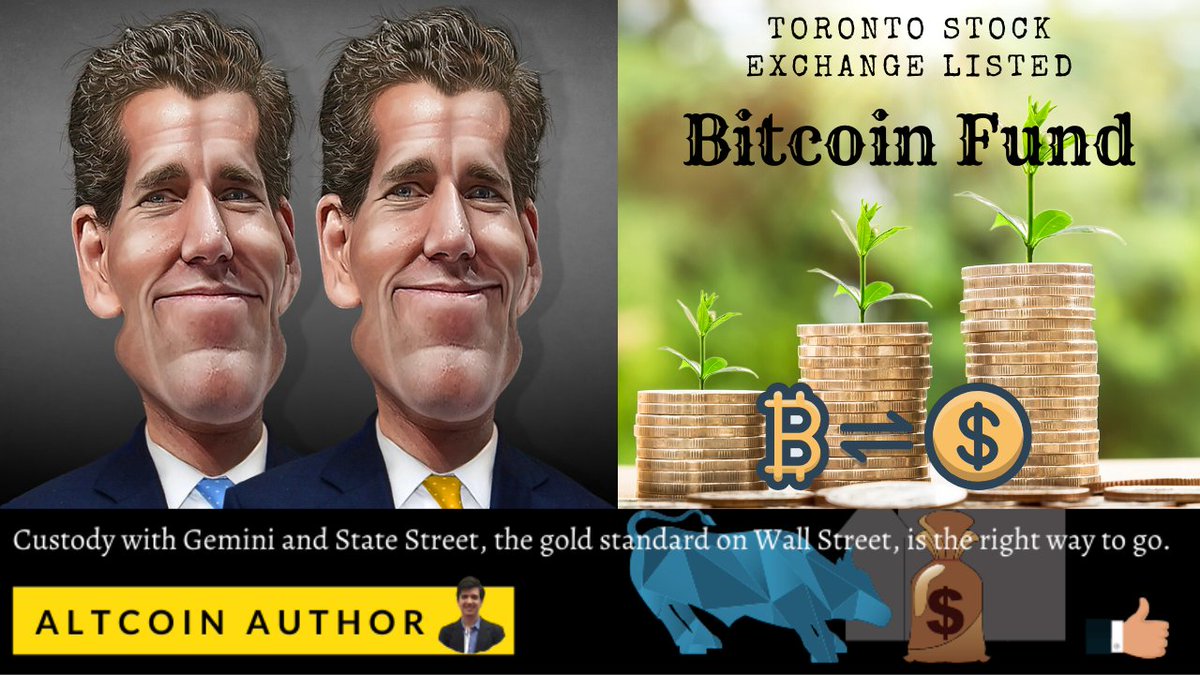 TORONTO STOCK
EXCHANGE LISTED
Bitcoin Fund
Custody with Gemini and State Street, the gold standard on Wall Street, is the right way to go.
ALTCOIN AUTHOR